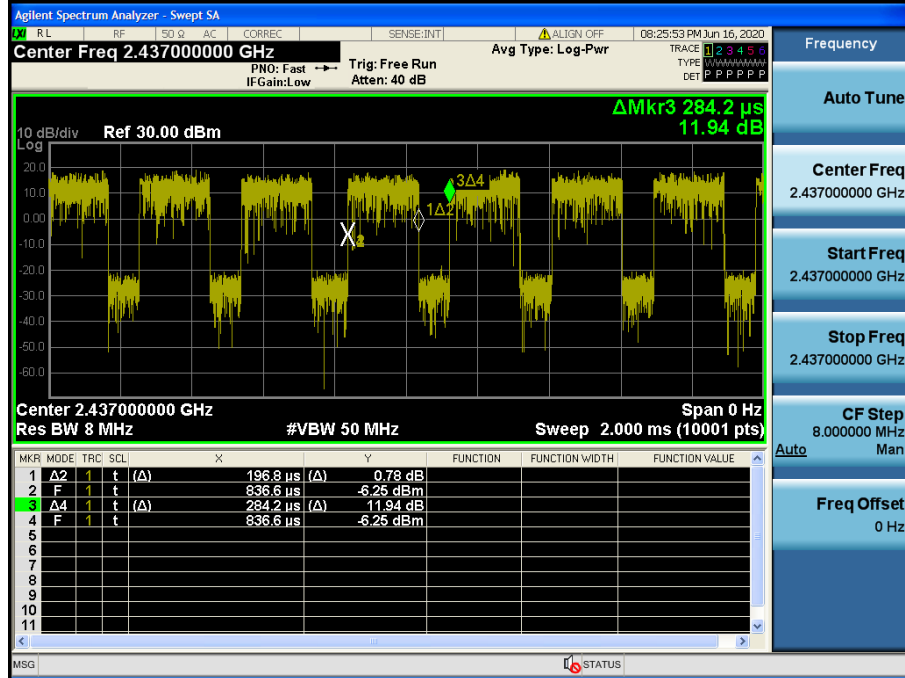 Agilent Spectrum Analyzer - Swept SA
LXI RL RF 50 Ω AC CORREC SENSE:INT ALIGN OFF 08:25:53 PM Jun 16, 2020
Center Freq 2.437000000 GHz Avg Type: Log-Pwr TRACE 1 2 3 4 5 6
PNO: Fast Trig: Free Run TYPE WWWWWW
IFGain:Low Atten: 40 dB DET P P P P P P
ΔMkr3 284.2 µs
10 dB/div Ref 30.00 dBm 11.94 dB
Log
20.0
10.0
0.00
-10.0
-20.0
-30.0
-40.0
-50.0
-60.0
3Δ4
1Δ2
Center 2.437000000 GHz Span 0 Hz
Res BW 8 MHz #VBW 50 MHz Sweep 2.000 ms (10001 pts)
MKR MODE TRC SCL X Y FUNCTION FUNCTION WIDTH FUNCTION VALUE
1 Δ2 1 t (Δ) 196.8 µs (Δ) 0.78 dB
2 F 1 t 836.6 µs -6.25 dBm
3 Δ4 1 t (Δ) 284.2 µs (Δ) 11.94 dB
4 F 1 t 836.6 µs -6.25 dBm
5
6
7
8
9
10
11
MSG STATUS
Frequency
Auto Tune
Center Freq
2.437000000 GHz
Start Freq
2.437000000 GHz
Stop Freq
2.437000000 GHz
CF Step
8.000000 MHz
Auto Man
Freq Offset
0 Hz